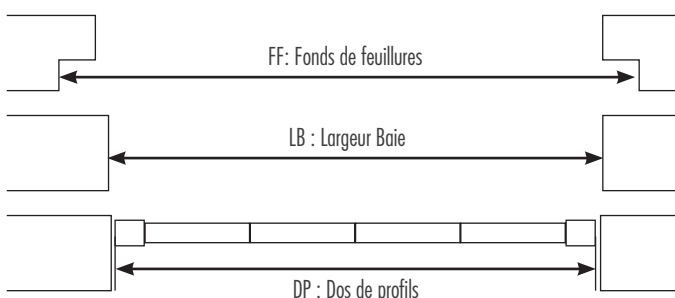 FF: Fonds de feuillures
LB : Largeur Baie
DP : Dos de profils